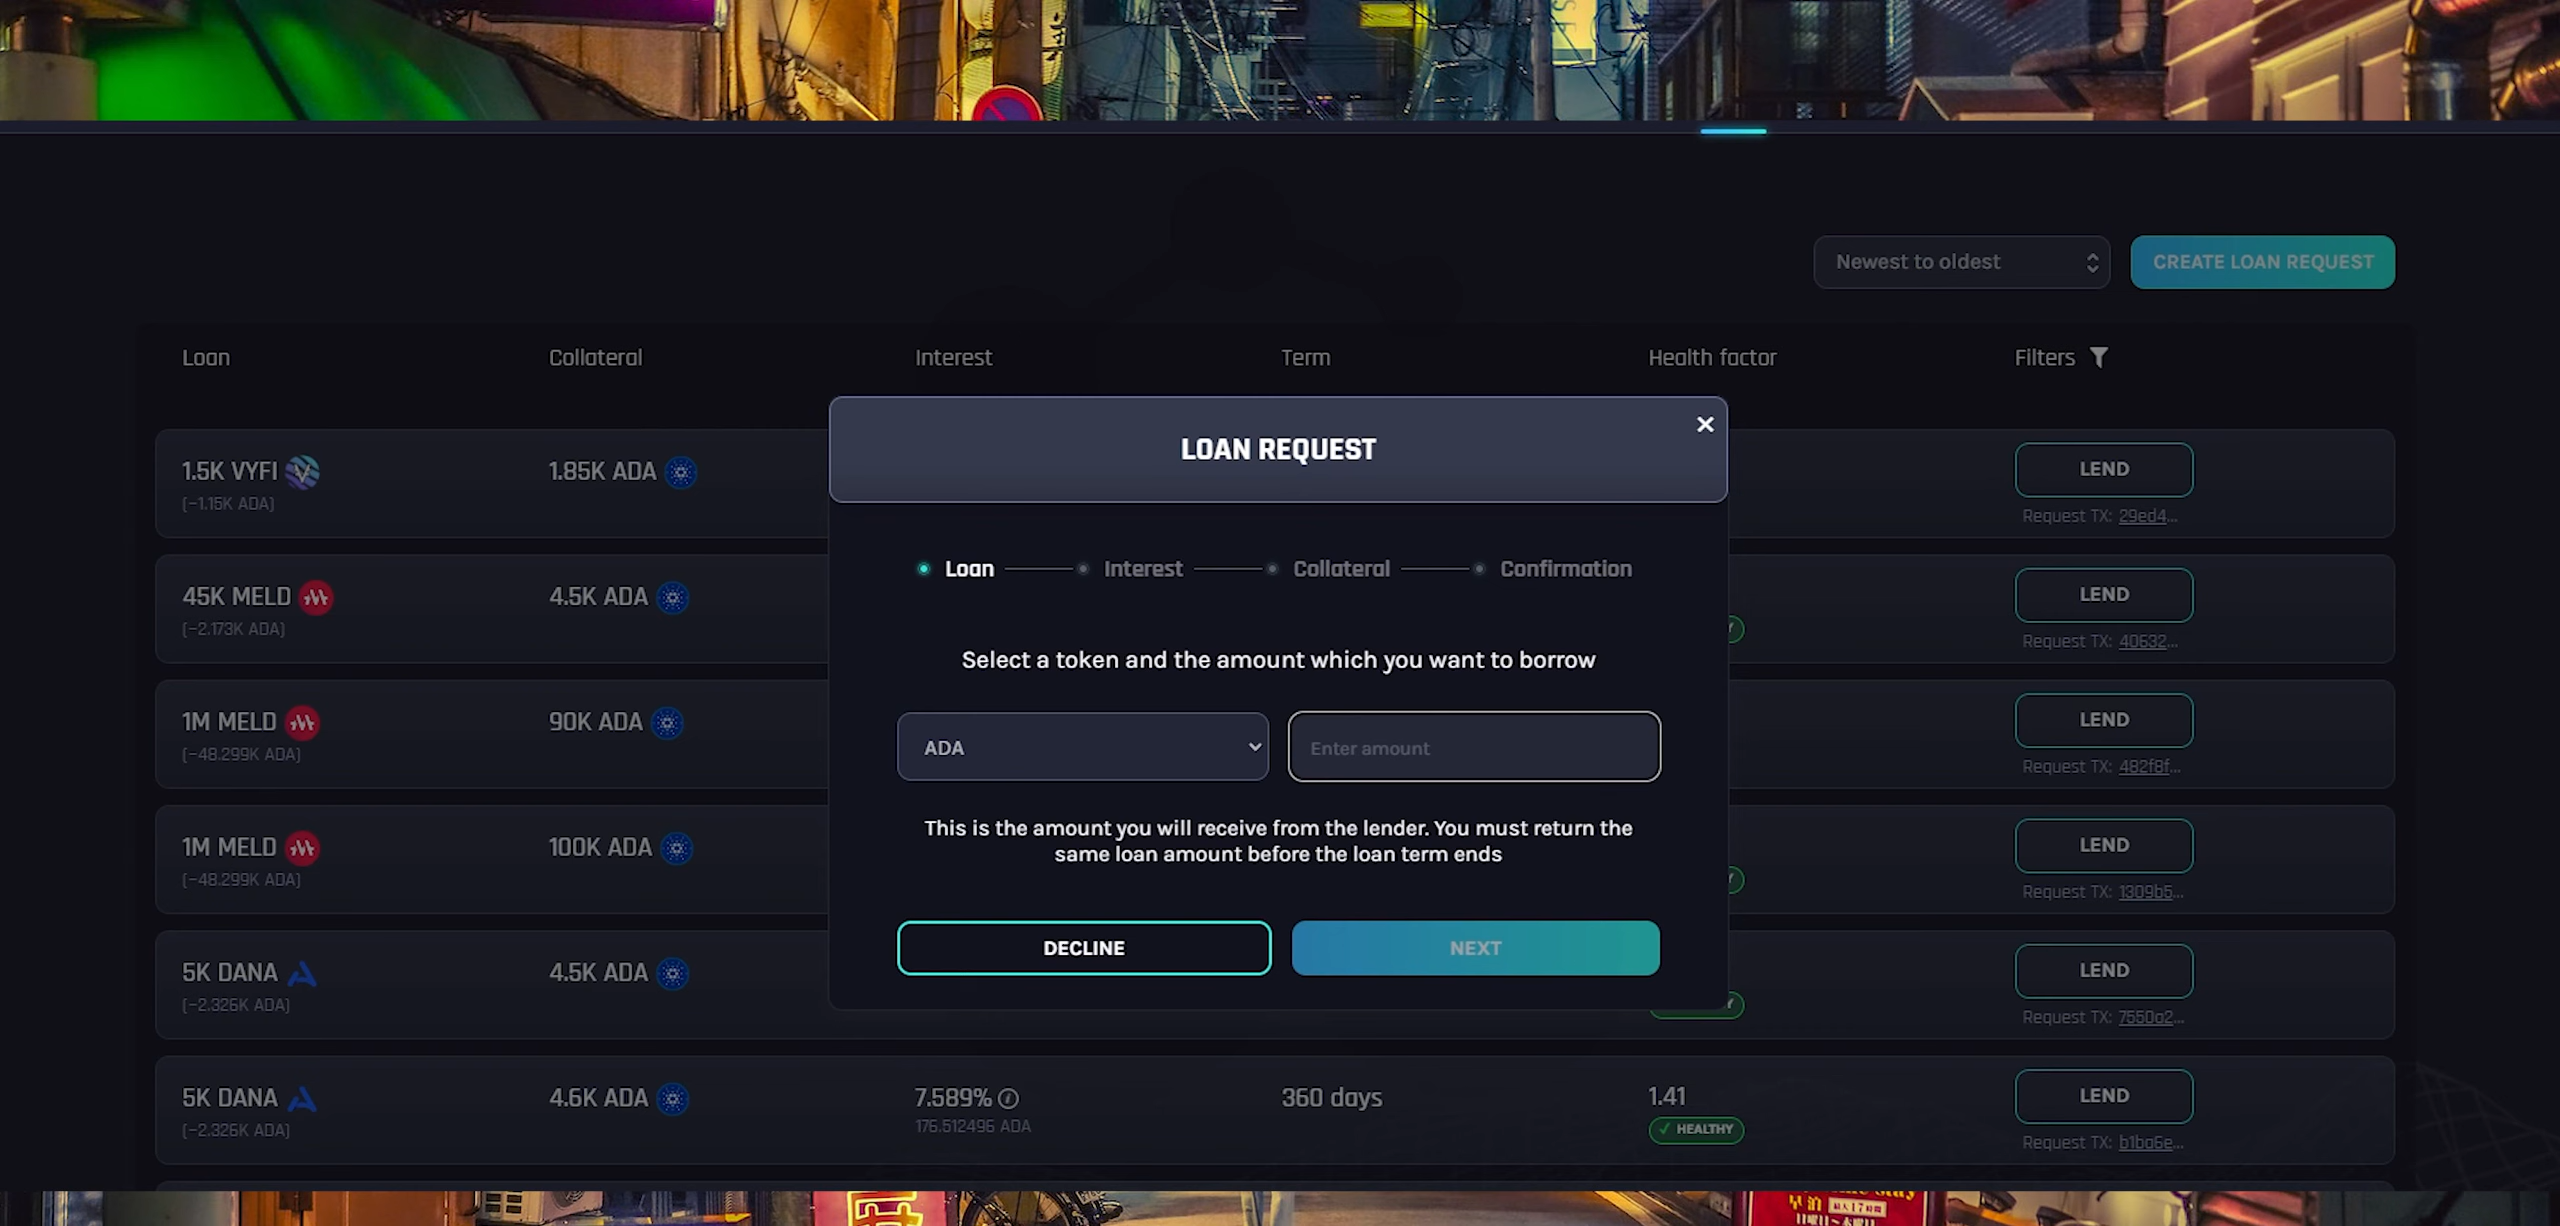 Newest to oldest
CREATE LOAN REQUEST
Loan Collateral Interest Term Health factor Filters
1.5K VYFI 1.85K ADA LEND
(~1.15K ADA) Request TX: 29ed4...
45K MELD 4.5K ADA LEND
(~2.173K ADA) Request TX: 40632...
1M MELD 90K ADA LEND
(~48.299K ADA) Request TX: 482f8f...
1M MELD 100K ADA LEND
(~48.299K ADA) Request TX: 1309b5...
5K DANA 4.5K ADA LEND
(~2.326K ADA) Request TX: 7550a2...
5K DANA 4.6K ADA 7.589% 360 days 1.41 LEND
(~2.326K ADA) 176.512496 ADA HEALTHY Request TX: b1ba6e...
LOAN REQUEST
Loan Interest Collateral Confirmation
Select a token and the amount which you want to borrow
ADA
Enter amount
This is the amount you will receive from the lender. You must return the
same loan amount before the loan term ends
DECLINE
NEXT